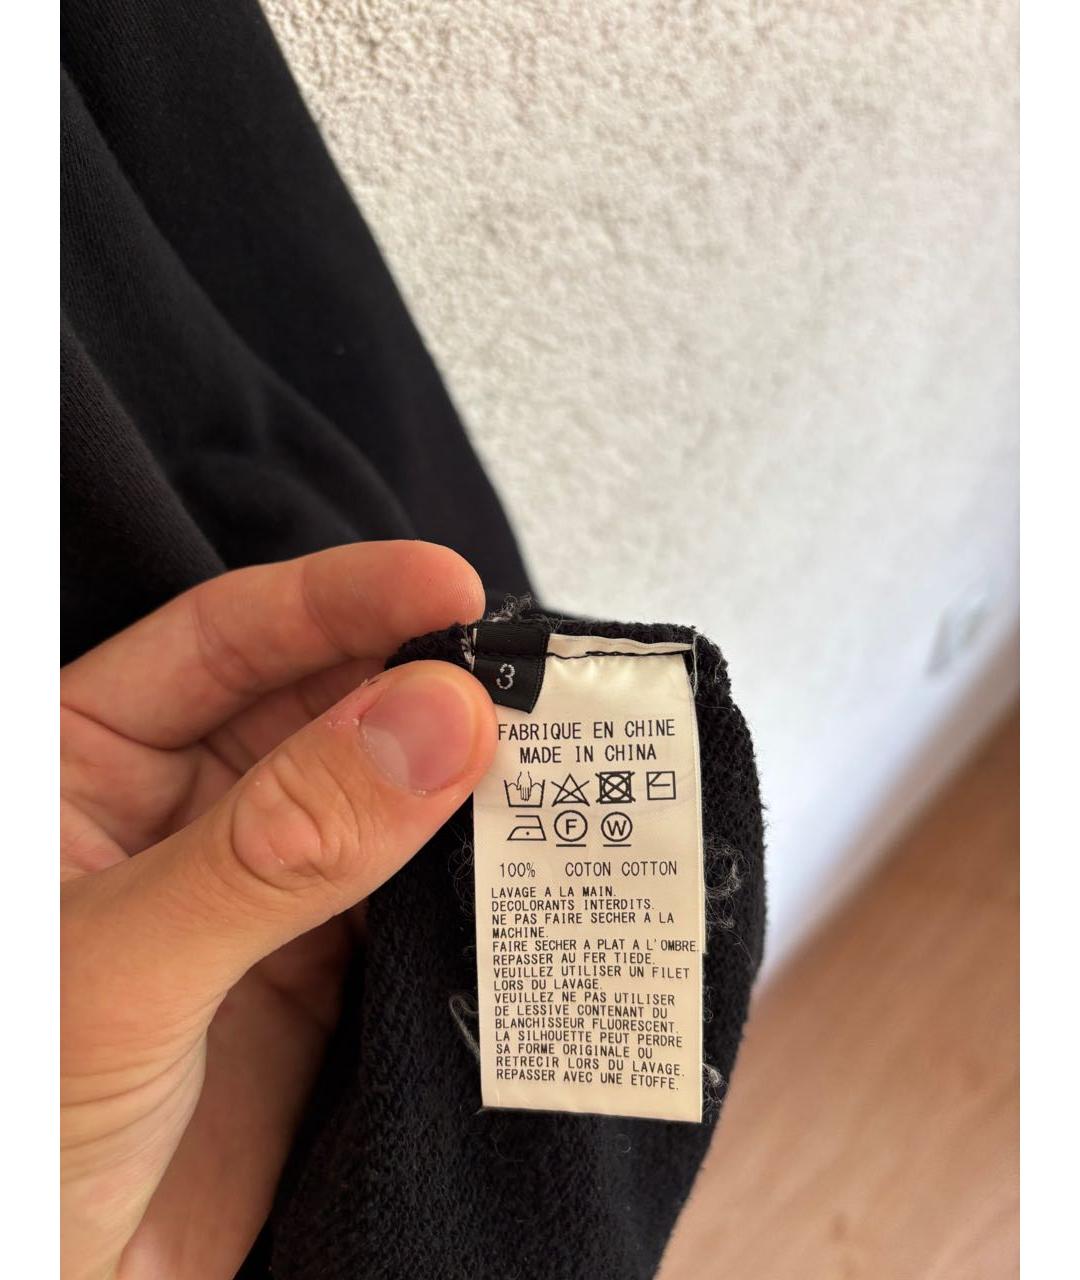 3
FABRIQUE EN CHINE
MADE IN CHINA
F W
100% COTON COTTON
LAVAGE A LA MAIN.
DECOLORANTS INTERDITS.
NE PAS FAIRE SECHER A LA
MACHINE.
FAIRE SECHER A PLAT A L'OMBRE.
REPASSER AU FER TIEDE.
VEUILLEZ UTILISER UN FILET
LORS DU LAVAGE.
VEUILLEZ NE PAS UTILISER
DE LESSIVE CONTENANT DU
BLANCHISSEUR FLUORESCENT.
LA SILHOUETTE PEUT PERDRE
SA FORME ORIGINALE OU
RETRECIR LORS DU LAVAGE.
REPASSER AVEC UNE ETOFFE.